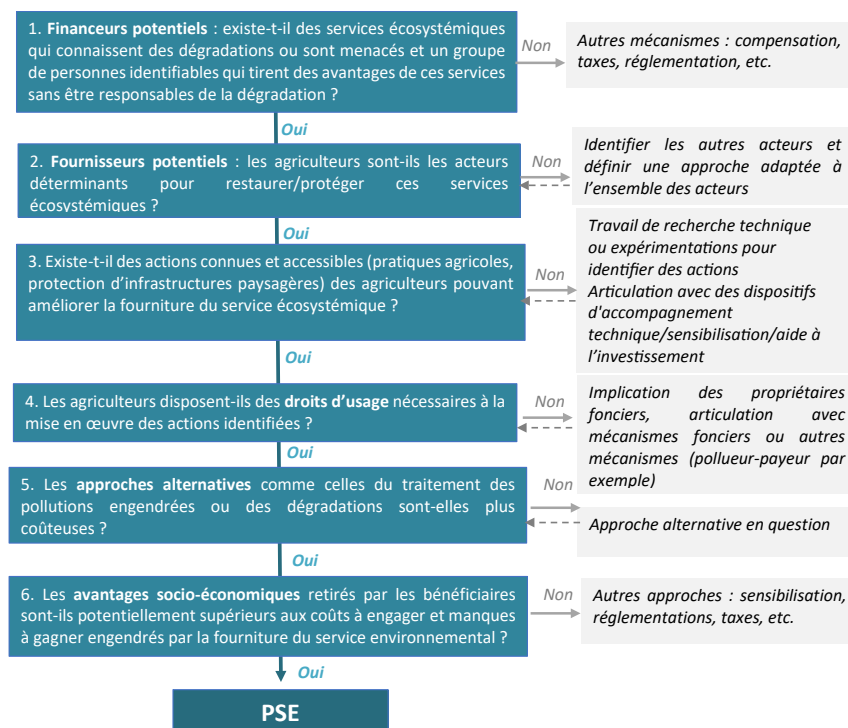 1. Financeurs potentiels : existe-t-il des services écosystémiques
qui connaissent des dégradations ou sont menacés et un groupe
de personnes identifiables qui tirent des avantages de ces services
sans être responsables de la dégradation ?
Non
Autres mécanismes : compensation,
taxes, réglementation, etc.
Oui
2. Fournisseurs potentiels : les agriculteurs sont-ils les acteurs
déterminants pour restaurer/protéger ces services
écosystémiques ?
Non
Identifier les autres acteurs et
définir une approche adaptée à
l'ensemble des acteurs
Oui
3. Existe-t-il des actions connues et accessibles (pratiques agricoles,
protection d'infrastructures paysagères) des agriculteurs pouvant
améliorer la fourniture du service écosystémique ?
Non
Travail de recherche technique
ou expérimentations pour
identifier des actions
Articulation avec des dispositifs
d'accompagnement
technique/sensibilisation/aide à
l'investissement
Oui
4. Les agriculteurs disposent-ils des droits d'usage nécessaires à la
mise en œuvre des actions identifiées ?
Non
Implication des propriétaires
fonciers, articulation avec
mécanismes fonciers ou autres
mécanismes (pollueur-payeur par
exemple)
Oui
5. Les approches alternatives comme celles du traitement des
pollutions engendrées ou des dégradations sont-elles plus
coûteuses ?
Non
Approche alternative en question
Oui
6. Les avantages socio-économiques retirés par les bénéficiaires
sont-ils potentiellement supérieurs aux coûts à engager et manques
à gagner engendrés par la fourniture du service environnemental ?
Non
Autres approches : sensibilisation,
réglementations, taxes, etc.
Oui
PSE